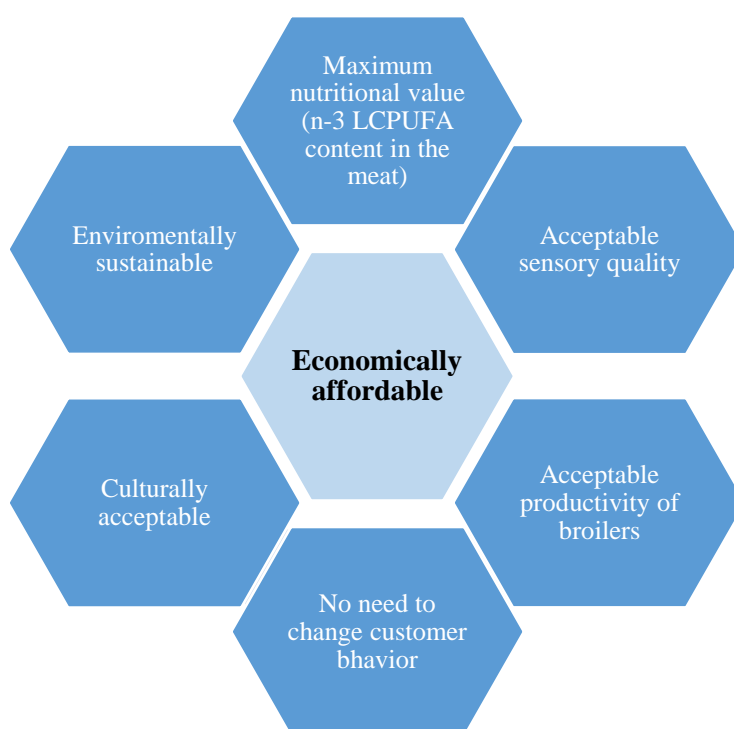 Maximum
nutritional value
(n-3 LCPUFA
content in the
meat)
Enviromentally
sustainable
Acceptable
sensory quality
Economically
affordable
Culturally
acceptable
Acceptable
productivity of
broilers
No need to
change customer
bhavior